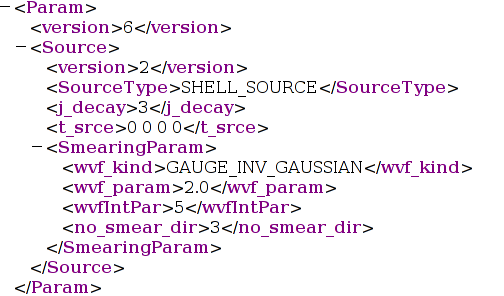 −<Param>
<version>6</version>
−<Source>
<version>2</version>
<SourceType>SHELL_SOURCE</SourceType>
<j_decay>3</j_decay>
<t_srce>0 0 0 0</t_srce>
−<SmearingParam>
<wvf_kind>GAUGE_INV_GAUSSIAN</wvf_kind>
<wvf_param>2.0</wvf_param>
<wvfIntPar>5</wvfIntPar>
<no_smear_dir>3</no_smear_dir>
</SmearingParam>
</Source>
</Param>